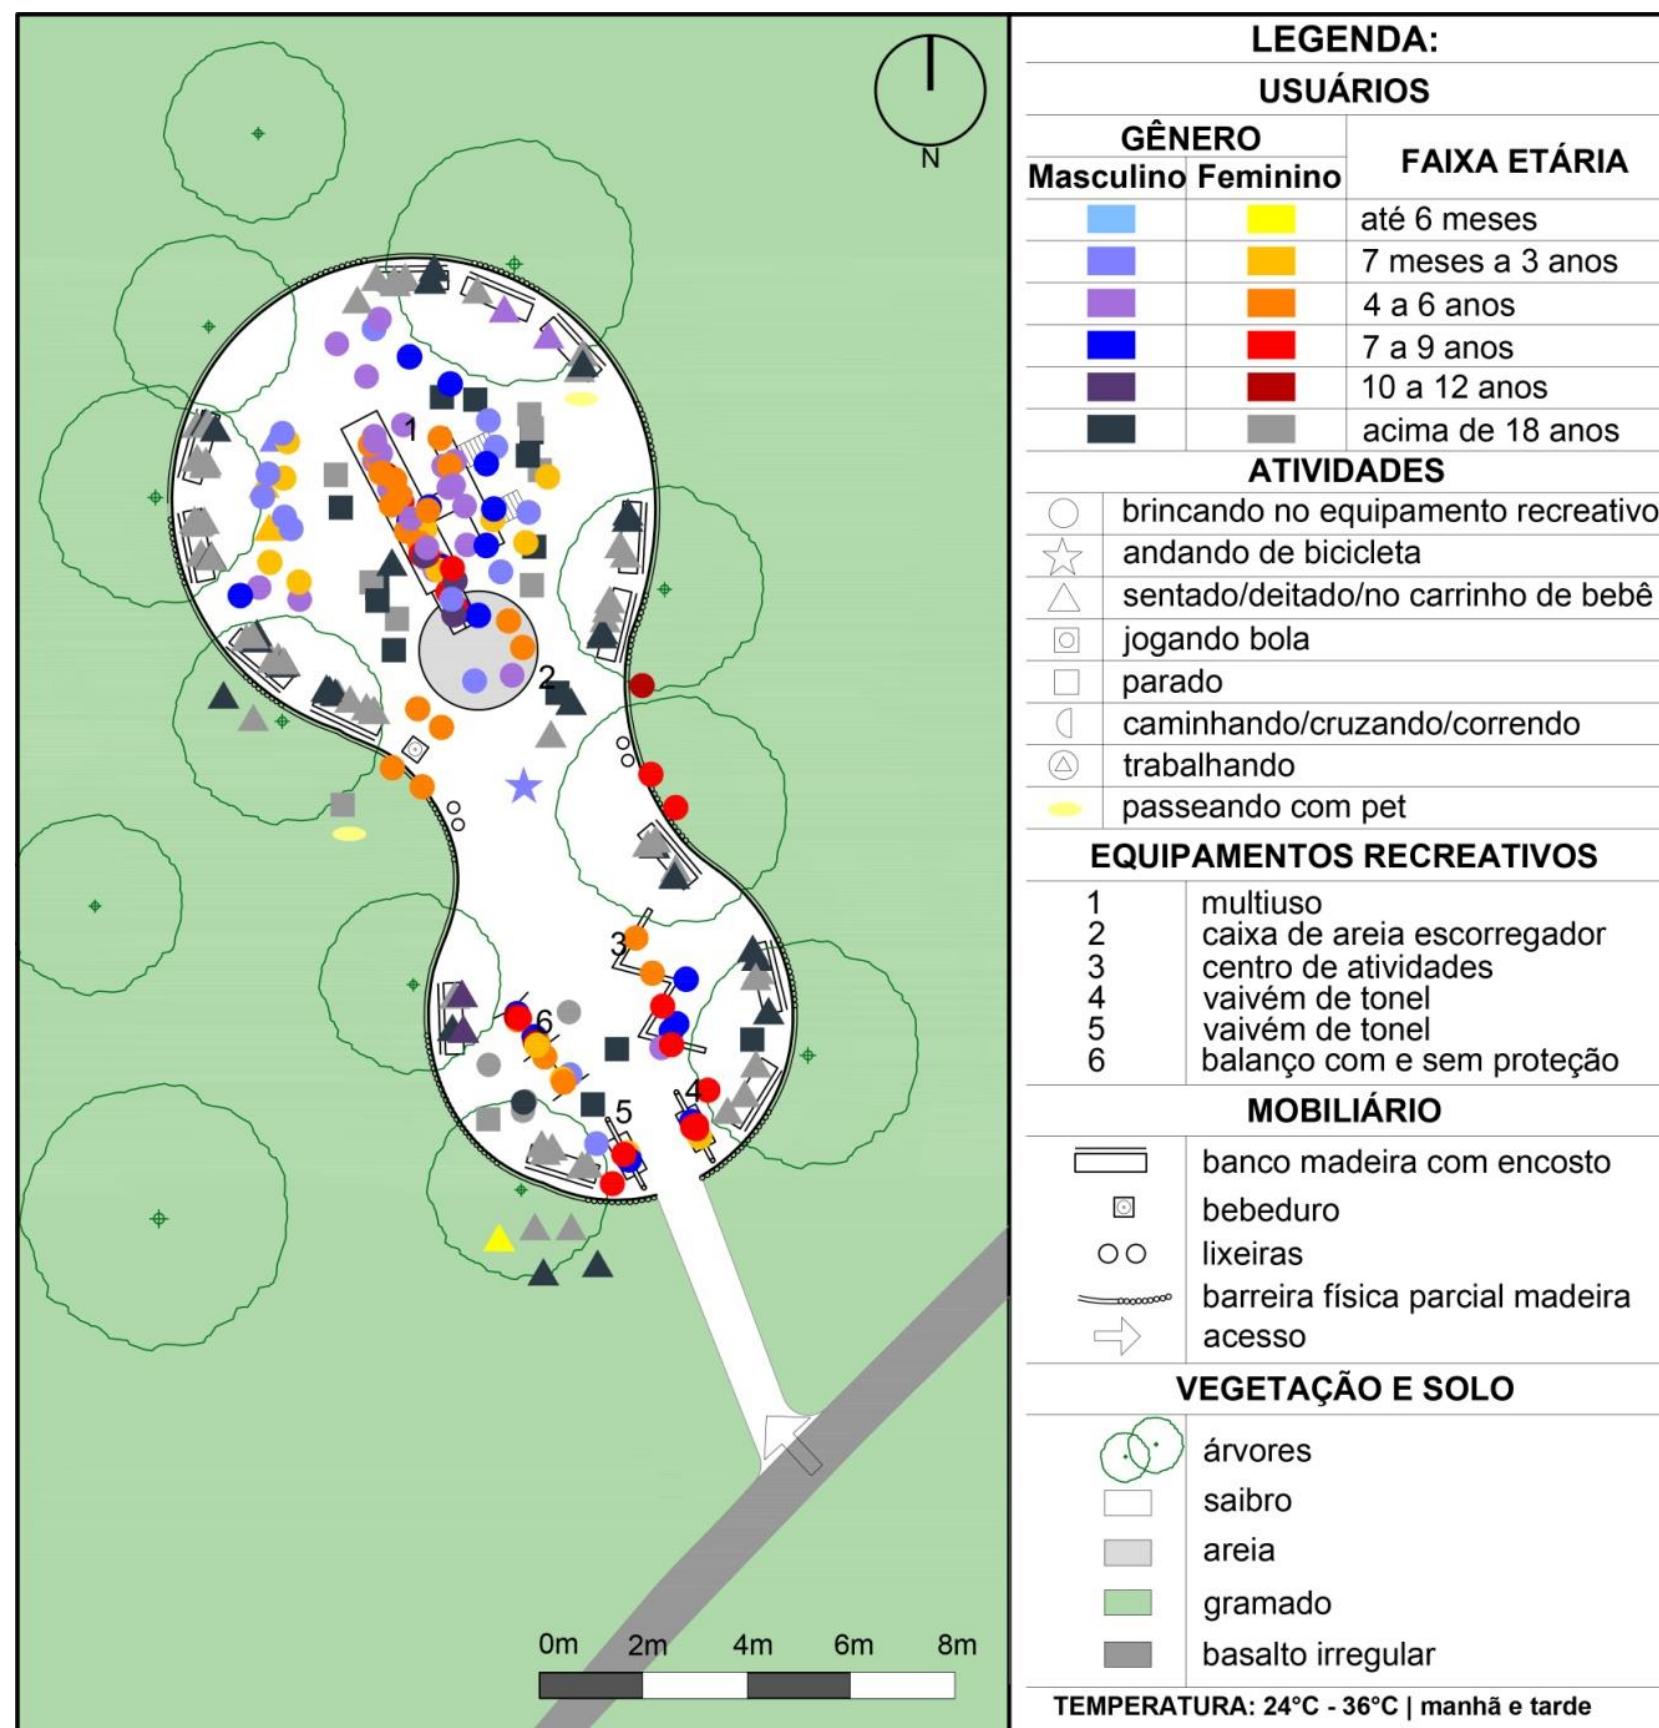 N
1
2
3
4
5
6
0m 2m 4m 6m 8m
LEGENDA:
USUÁRIOS
GÊNERO
FAIXA ETÁRIA
Masculino Feminino
até 6 meses
7 meses a 3 anos
4 a 6 anos
7 a 9 anos
10 a 12 anos
acima de 18 anos
ATIVIDADES
brincando no equipamento recreativo
andando de bicicleta
sentado/deitado/no carrinho de bebê
jogando bola
parado
caminhando/cruzando/correndo
trabalhando
passeando com pet
EQUIPAMENTOS RECREATIVOS
1 multiuso
2 caixa de areia escorregador
3 centro de atividades
4 vaivém de tonel
5 vaivém de tonel
6 balanço com e sem proteção
MOBILIÁRIO
banco madeira com encosto
bebeduro
lixeiras
barreira física parcial madeira
acesso
VEGETAÇÃO E SOLO
árvores
saibro
areia
gramado
basalto irregular
TEMPERATURA: 24°C - 36°C | manhã e tarde